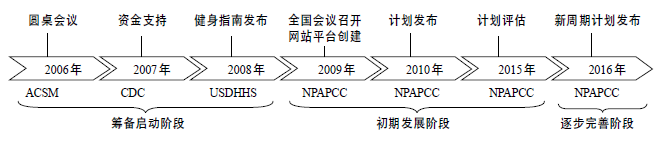 圆桌会议
资金支持
健身指南发布
全国会议召开
网站平台创建
计划发布
计划评估
新周期计划发布
2006年
2007年
2008年
2009年
2010年
2015年
2016年
ACSM
CDC
USDHHS
NPAPCC
NPAPCC
NPAPCC
NPAPCC
筹备启动阶段
初期发展阶段
逐步完善阶段